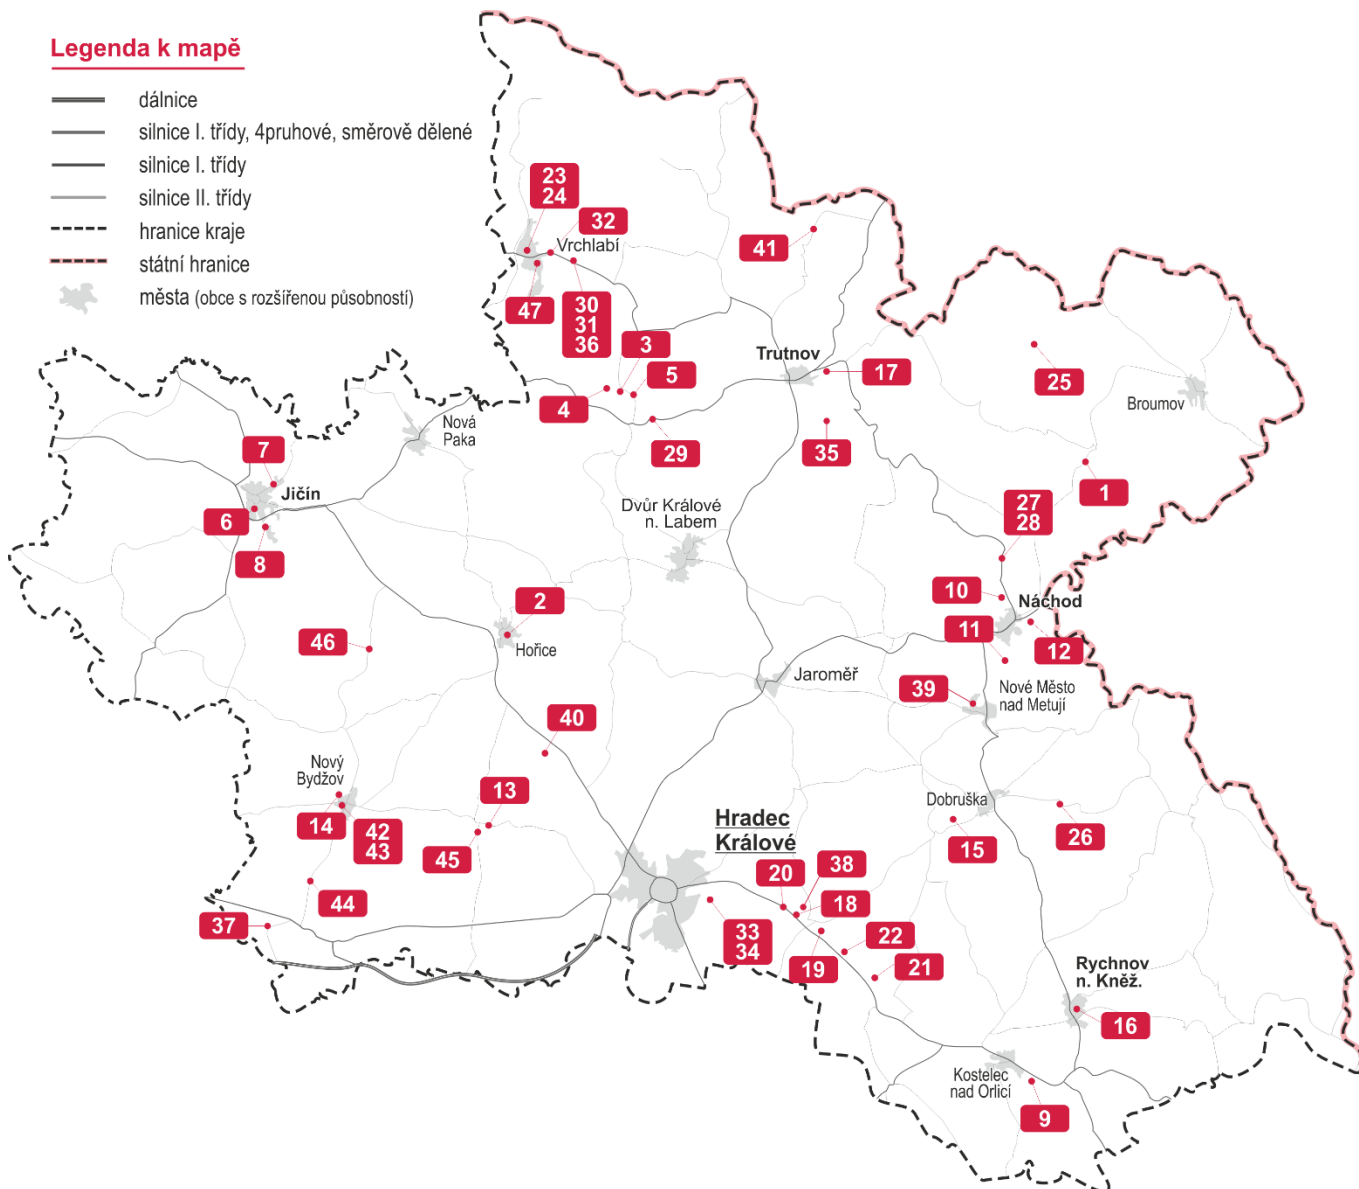 Legenda k mapě
dálnice
silnice I. třídy, 4pruhové, směrově dělené
silnice I. třídy
silnice II. třídy
hranice kraje
státní hranice
města (obce s rozšířenou působností)
23
24
32
Vrchlabí
41
47
30
31
36
3
5
4
Trutnov
17
25
Broumov
29
35
Nová
Paka
7
Jičín
6
8
1
27
28
Dvůr Králové
n. Labem
10
Náchod
11
12
2
Hořice
46
Jaroměř
39
Nové Město
nad Metují
40
Nový
Bydžov
13
14
42
43
45
Dobruška
15
26
Hradec
Králové
20
38
18
44
37
33
34
19
22
21
Rychnov
n. Kněž.
16
Kostelec
nad Orlicí
9